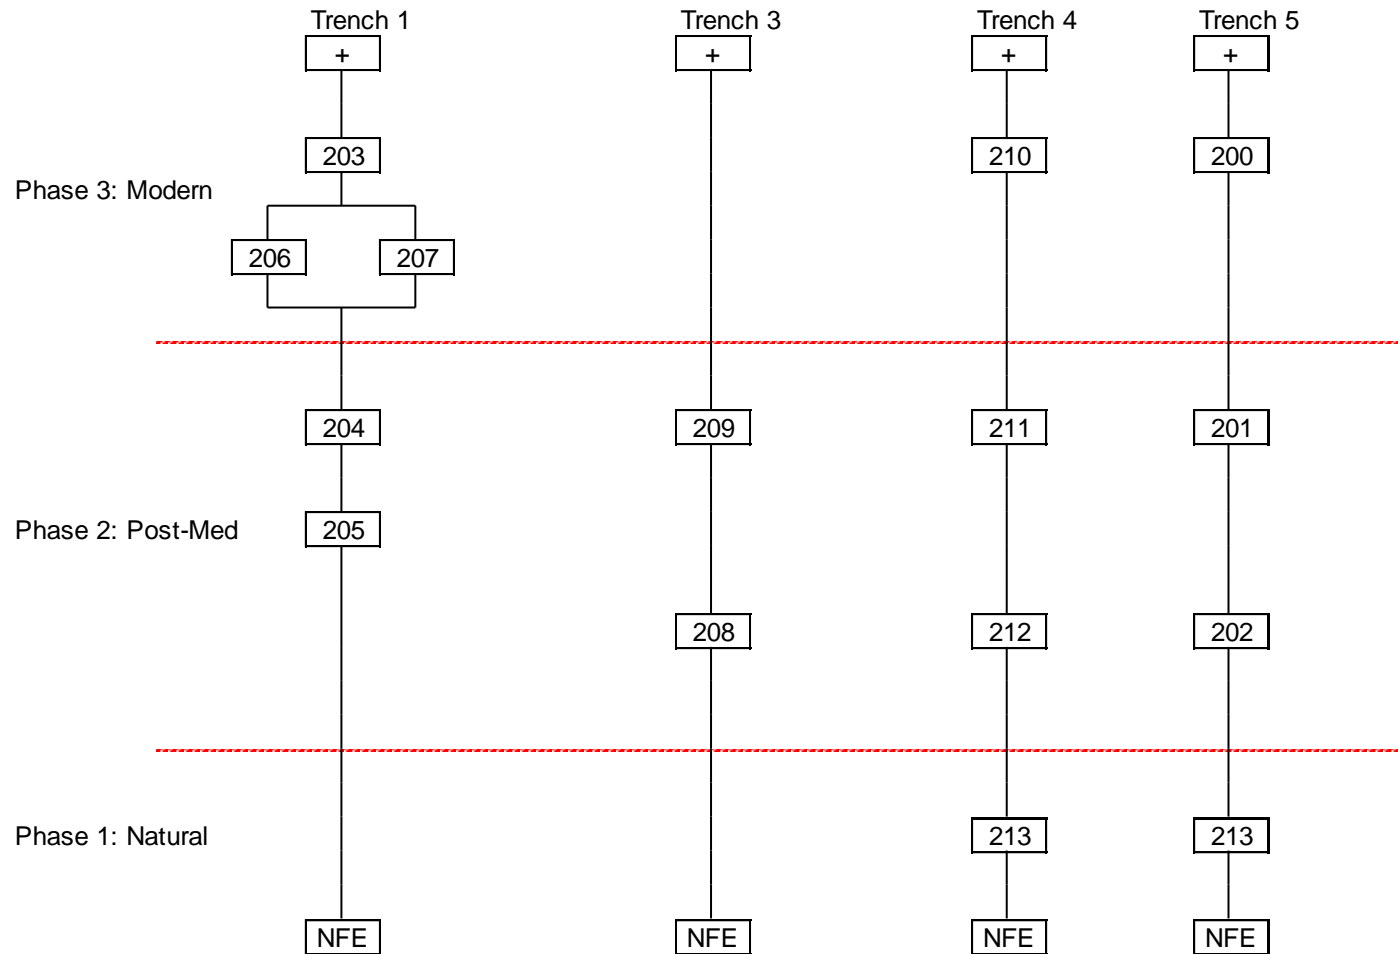 Trench 1 Trench 3 Trench 4 Trench 5
+ + + +
203 210 200
Phase 3: Modern
206 207
204 209 211 201
Phase 2: Post-Med 205
208 212 202
Phase 1: Natural 213 213
NFE NFE NFE NFE